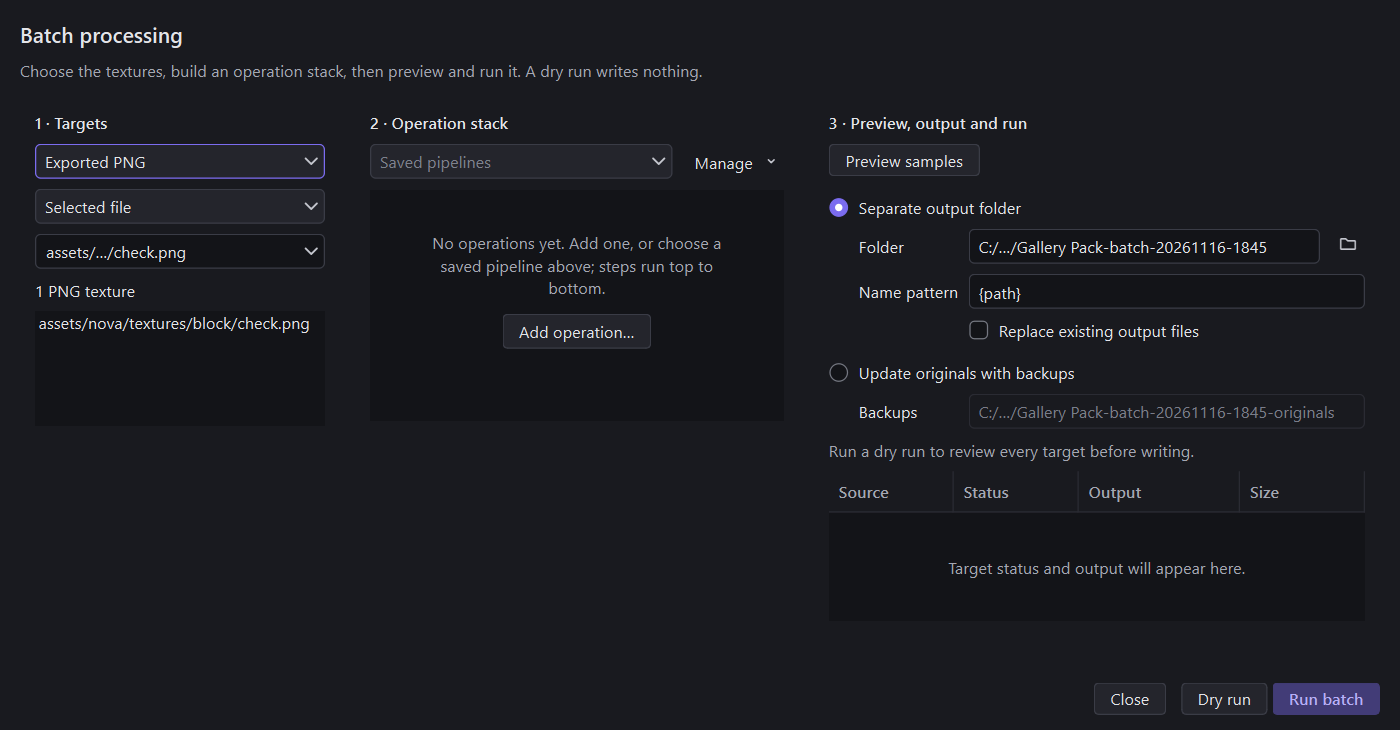 Batch processing
Choose the textures, build an operation stack, then preview and run it. A dry run writes nothing.
1 · Targets
Exported PNG
Selected file
assets/.../check.png
1 PNG texture
assets/nova/textures/block/check.png
2 · Operation stack
Saved pipelines
Manage
No operations yet. Add one, or choose a
saved pipeline above; steps run top to
bottom.
Add operation...
3 · Preview, output and run
Preview samples
Separate output folder
Folder
C:/.../Gallery Pack-batch-20261116-1845
Name pattern
{path}
Replace existing output files
Update originals with backups
Backups
C:/.../Gallery Pack-batch-20261116-1845-originals
Run a dry run to review every target before writing.
Source Status Output Size
Target status and output will appear here.
Close Dry run Run batch